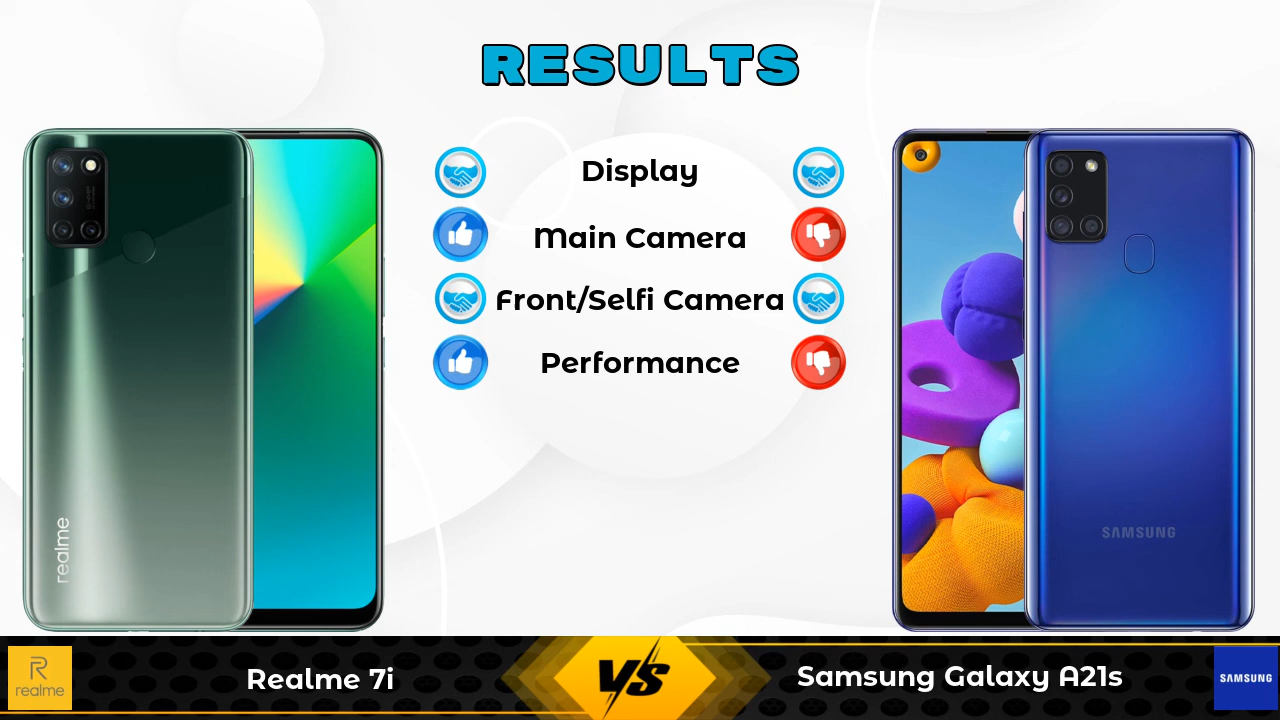 RESULTS
Display
Main Camera
Front/Selfi Camera
Performance
realme
SAMSUNG
realme
Realme 7i
VS
Samsung Galaxy A21s
SAMSUNG